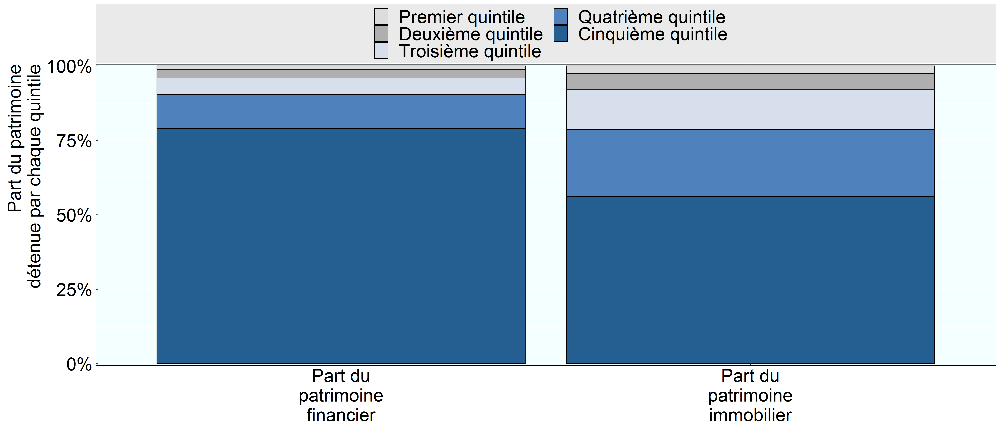 Premier quintile
Deuxième quintile
Troisième quintile
Quatrième quintile
Cinquième quintile
Part du patrimoine
détenue par chaque quintile
100%
75%
50%
25%
0%
Part du
patrimoine
financier
Part du
patrimoine
immobilier